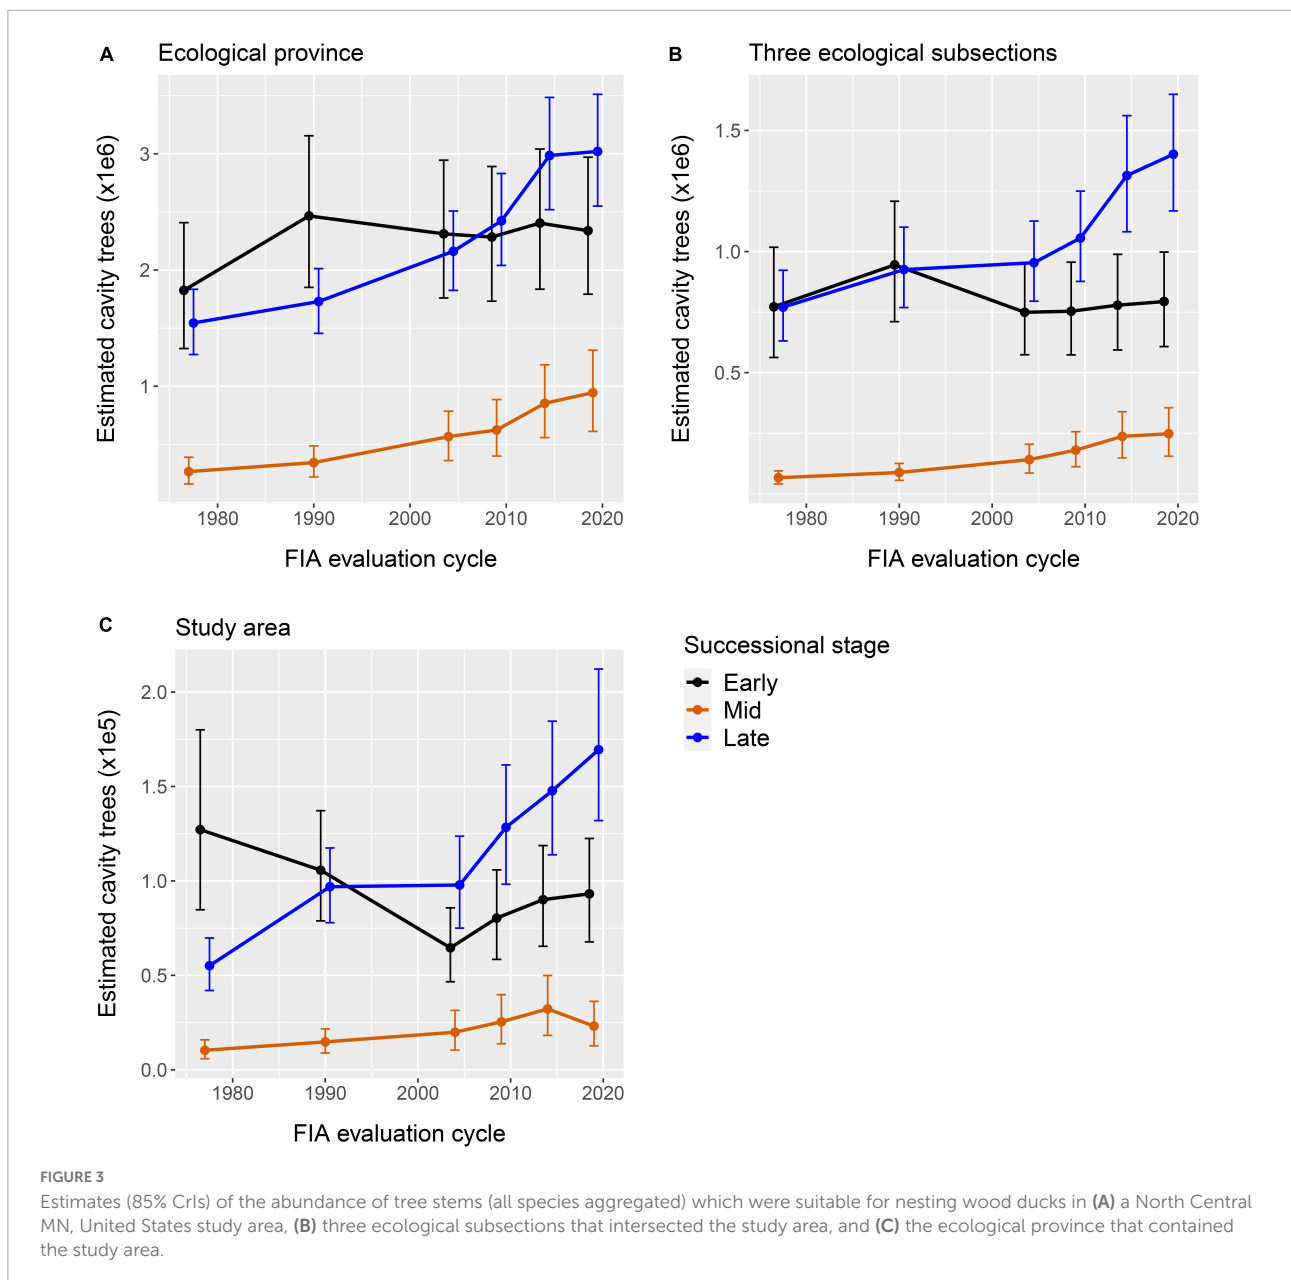 A Ecological province
Estimated cavity trees (x1e6)
3
2
1
1980 1990 2000 2010 2020
FIA evaluation cycle
B Three ecological subsections
Estimated cavity trees (x1e6)
1.5
1.0
0.5
1980 1990 2000 2010 2020
FIA evaluation cycle
C Study area
Estimated cavity trees (x1e5)
2.0
1.5
1.0
0.5
0.0
1980 1990 2000 2010 2020
FIA evaluation cycle
Successional stage
Early
Mid
Late
FIGURE 3
Estimates (85% CrIs) of the abundance of tree stems (all species aggregated) which were suitable for nesting wood ducks in (A) a North Central
MN, United States study area, (B) three ecological subsections that intersected the study area, and (C) the ecological province that contained
the study area.